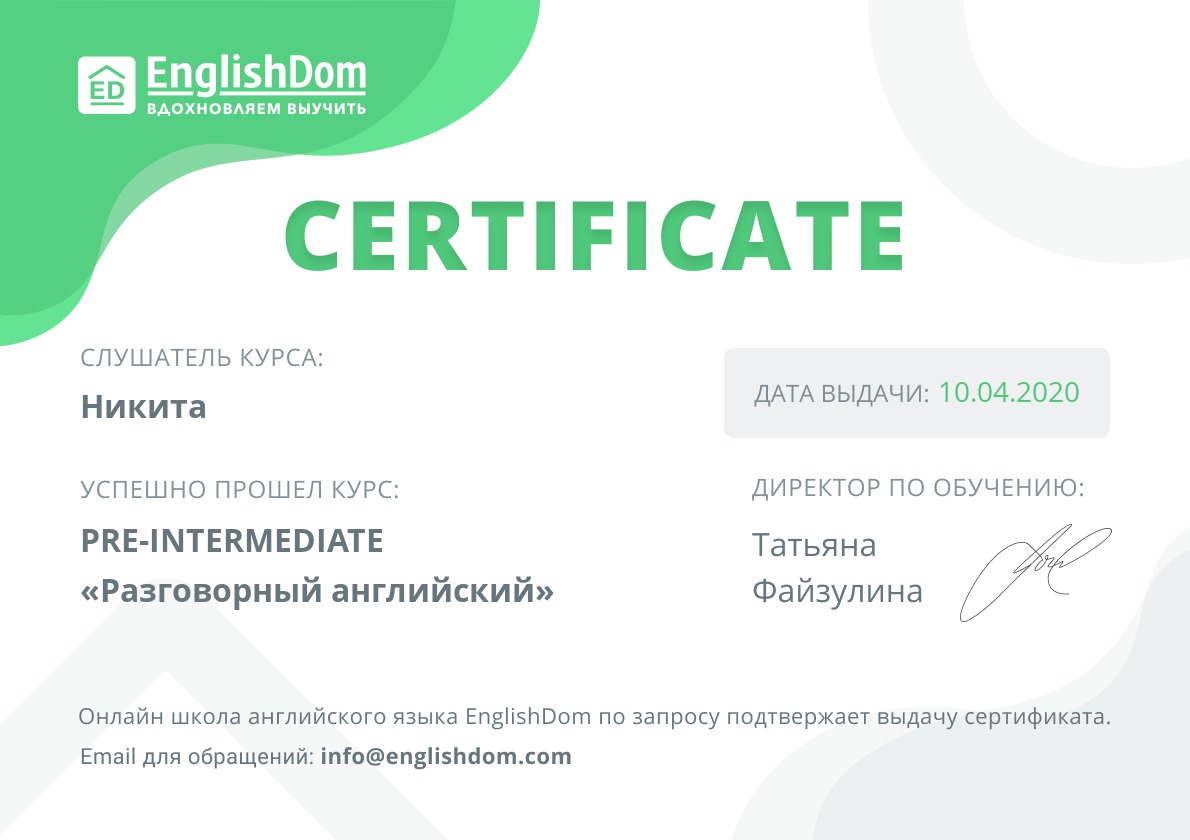 ED
EnglishDom
ВДОХНОВЛЯЕМ ВЫУЧИТЬ
CERTIFICATE
СЛУШАТЕЛЬ КУРСА:
Никита
ДАТА ВЫДАЧИ: 10.04.2020
УСПЕШНО ПРОШЕЛ КУРС:
PRE-INTERMEDIATE
«Разговорный английский»
ДИРЕКТОР ПО ОБУЧЕНИЮ:
Татьяна
Файзулина
Онлайн школа английского языка EnglishDom по запросу подтвержает выдачу сертификата.
Email для обращений: info@englishdom.com